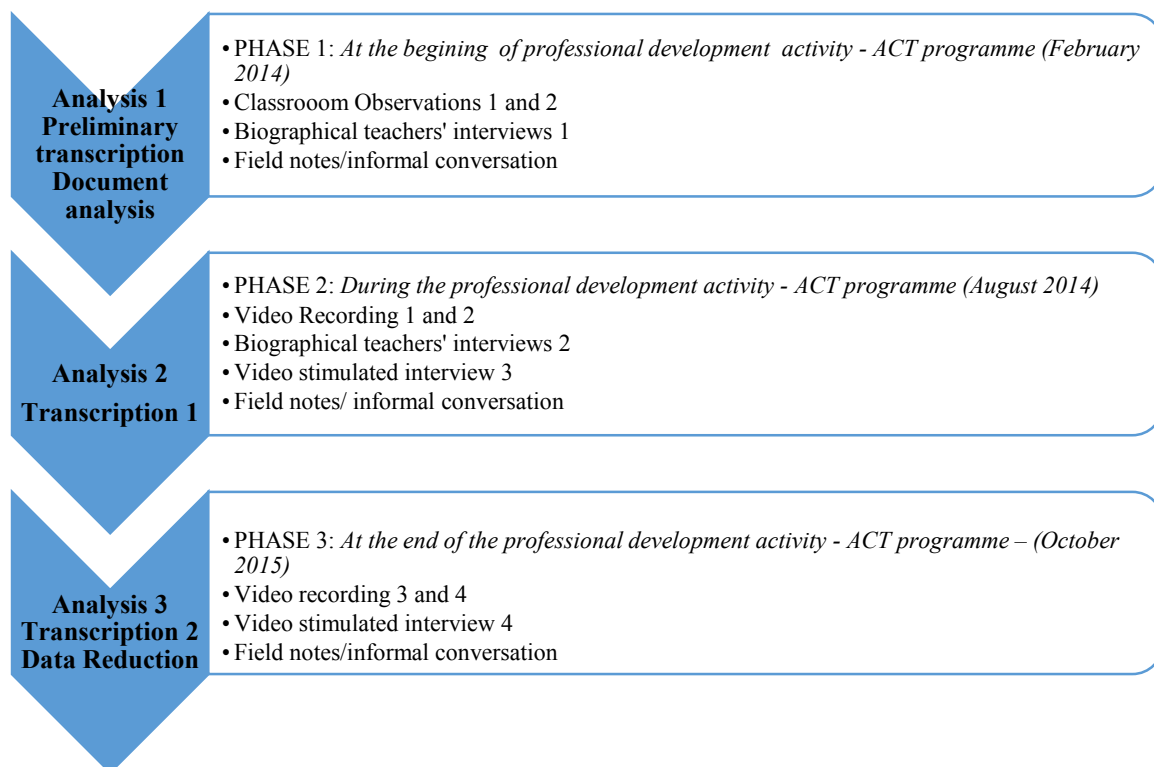 Analysis 1
Preliminary
transcription
Document
analysis
•PHASE 1: At the begining of professional development activity - ACT programme (February
2014)
•Classrooom Observations 1 and 2
•Biographical teachers' interviews 1
•Field notes/informal conversation
Analysis 2
Transcription 1
•PHASE 2: During the professional development activity - ACT programme (August 2014)
•Video Recording 1 and 2
•Biographical teachers' interviews 2
•Video stimulated interview 3
•Field notes/ informal conversation
Analysis 3
Transcription 2
Data Reduction
•PHASE 3: At the end of the professional development activity - ACT programme – (October
2015)
•Video recording 3 and 4
•Video stimulated interview 4
•Field notes/informal conversation